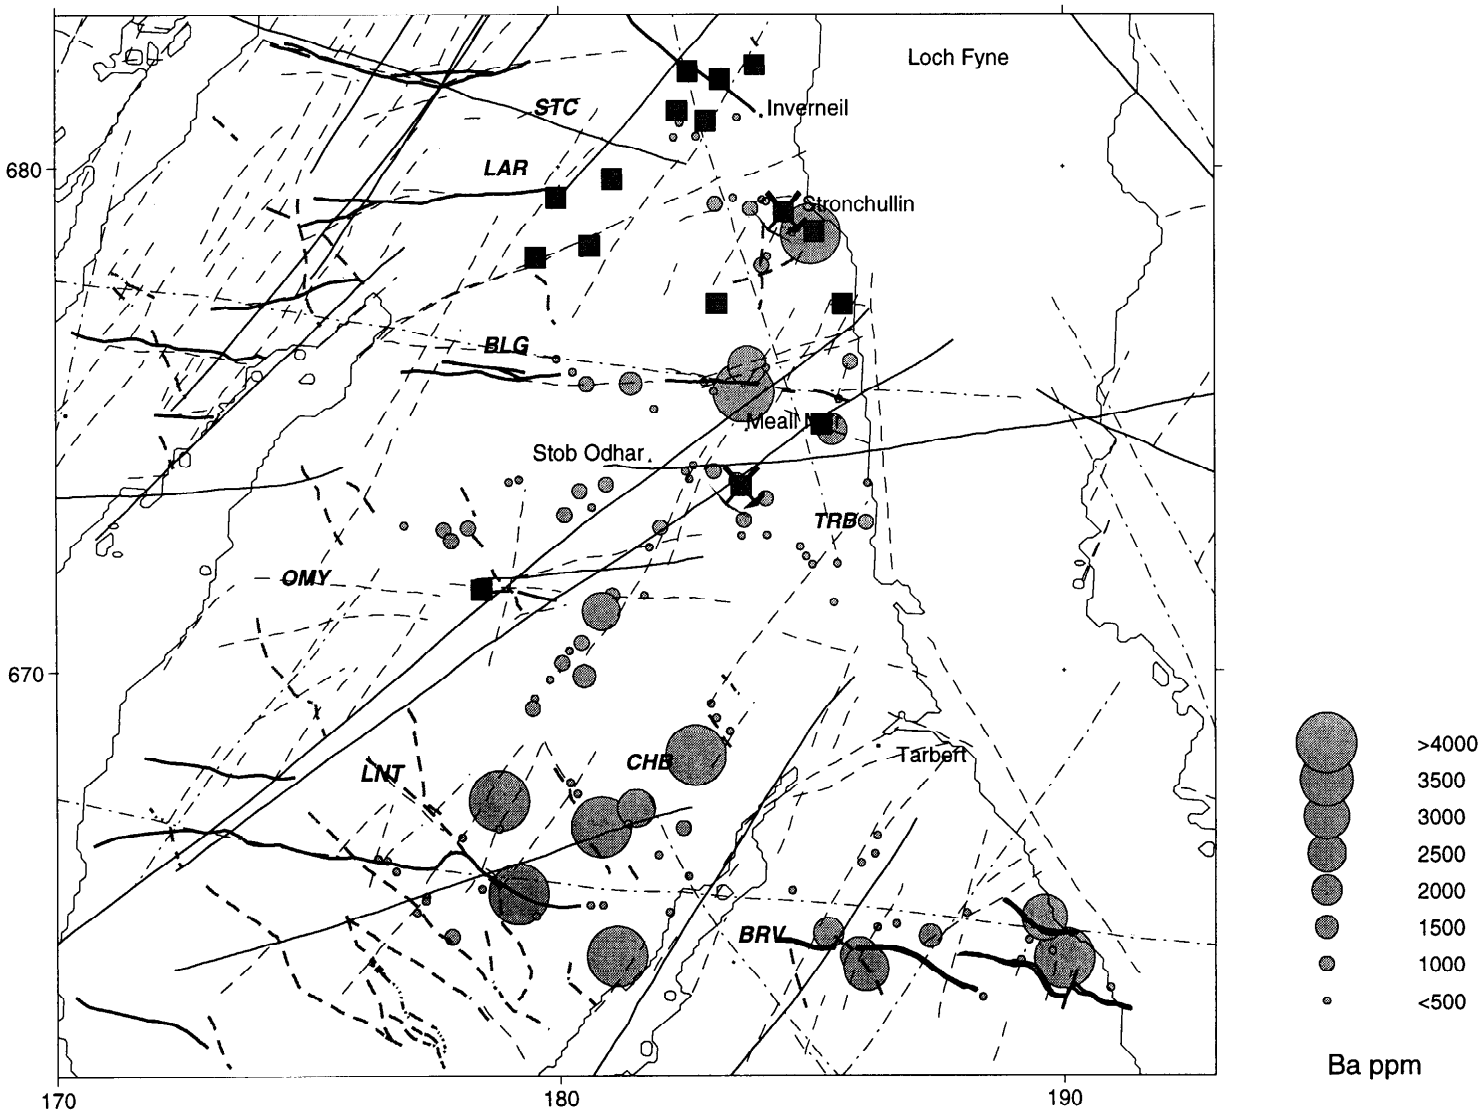 Loch Fyne
STC
Inverneil
680
LAR
Stronchullin
BLG
Meall
Stob Odhar
TRB
OMY
670
Tarbert
CHB
LNT
>4000
3500
3000
2500
2000
BRV
1500
1000
<500
Ba ppm
170
180
190